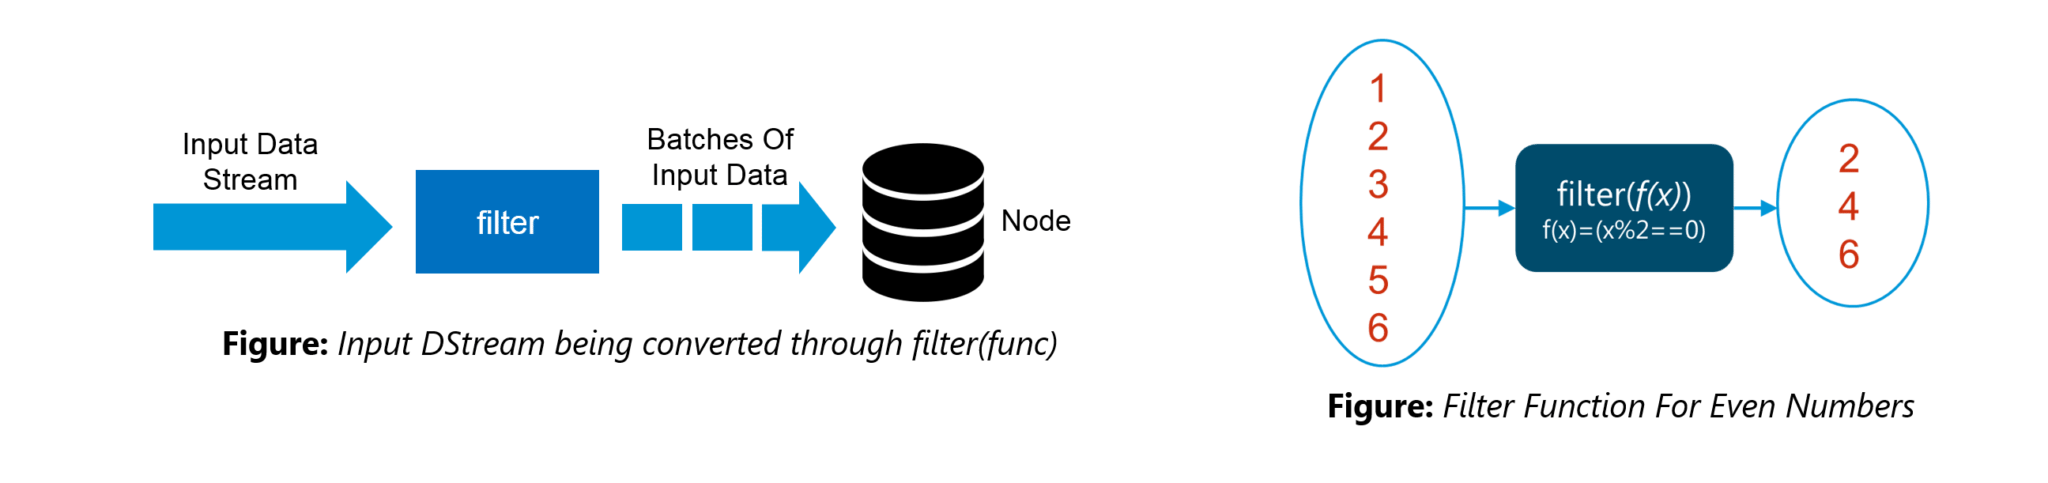 Input Data
Stream
filter
Batches Of
Input Data
Node
Figure: Input DStream being converted through filter(func)
1
2
3
4
5
6
filter(f(x))
f(x)=(x%2==0)
2
4
6
Figure: Filter Function For Even Numbers